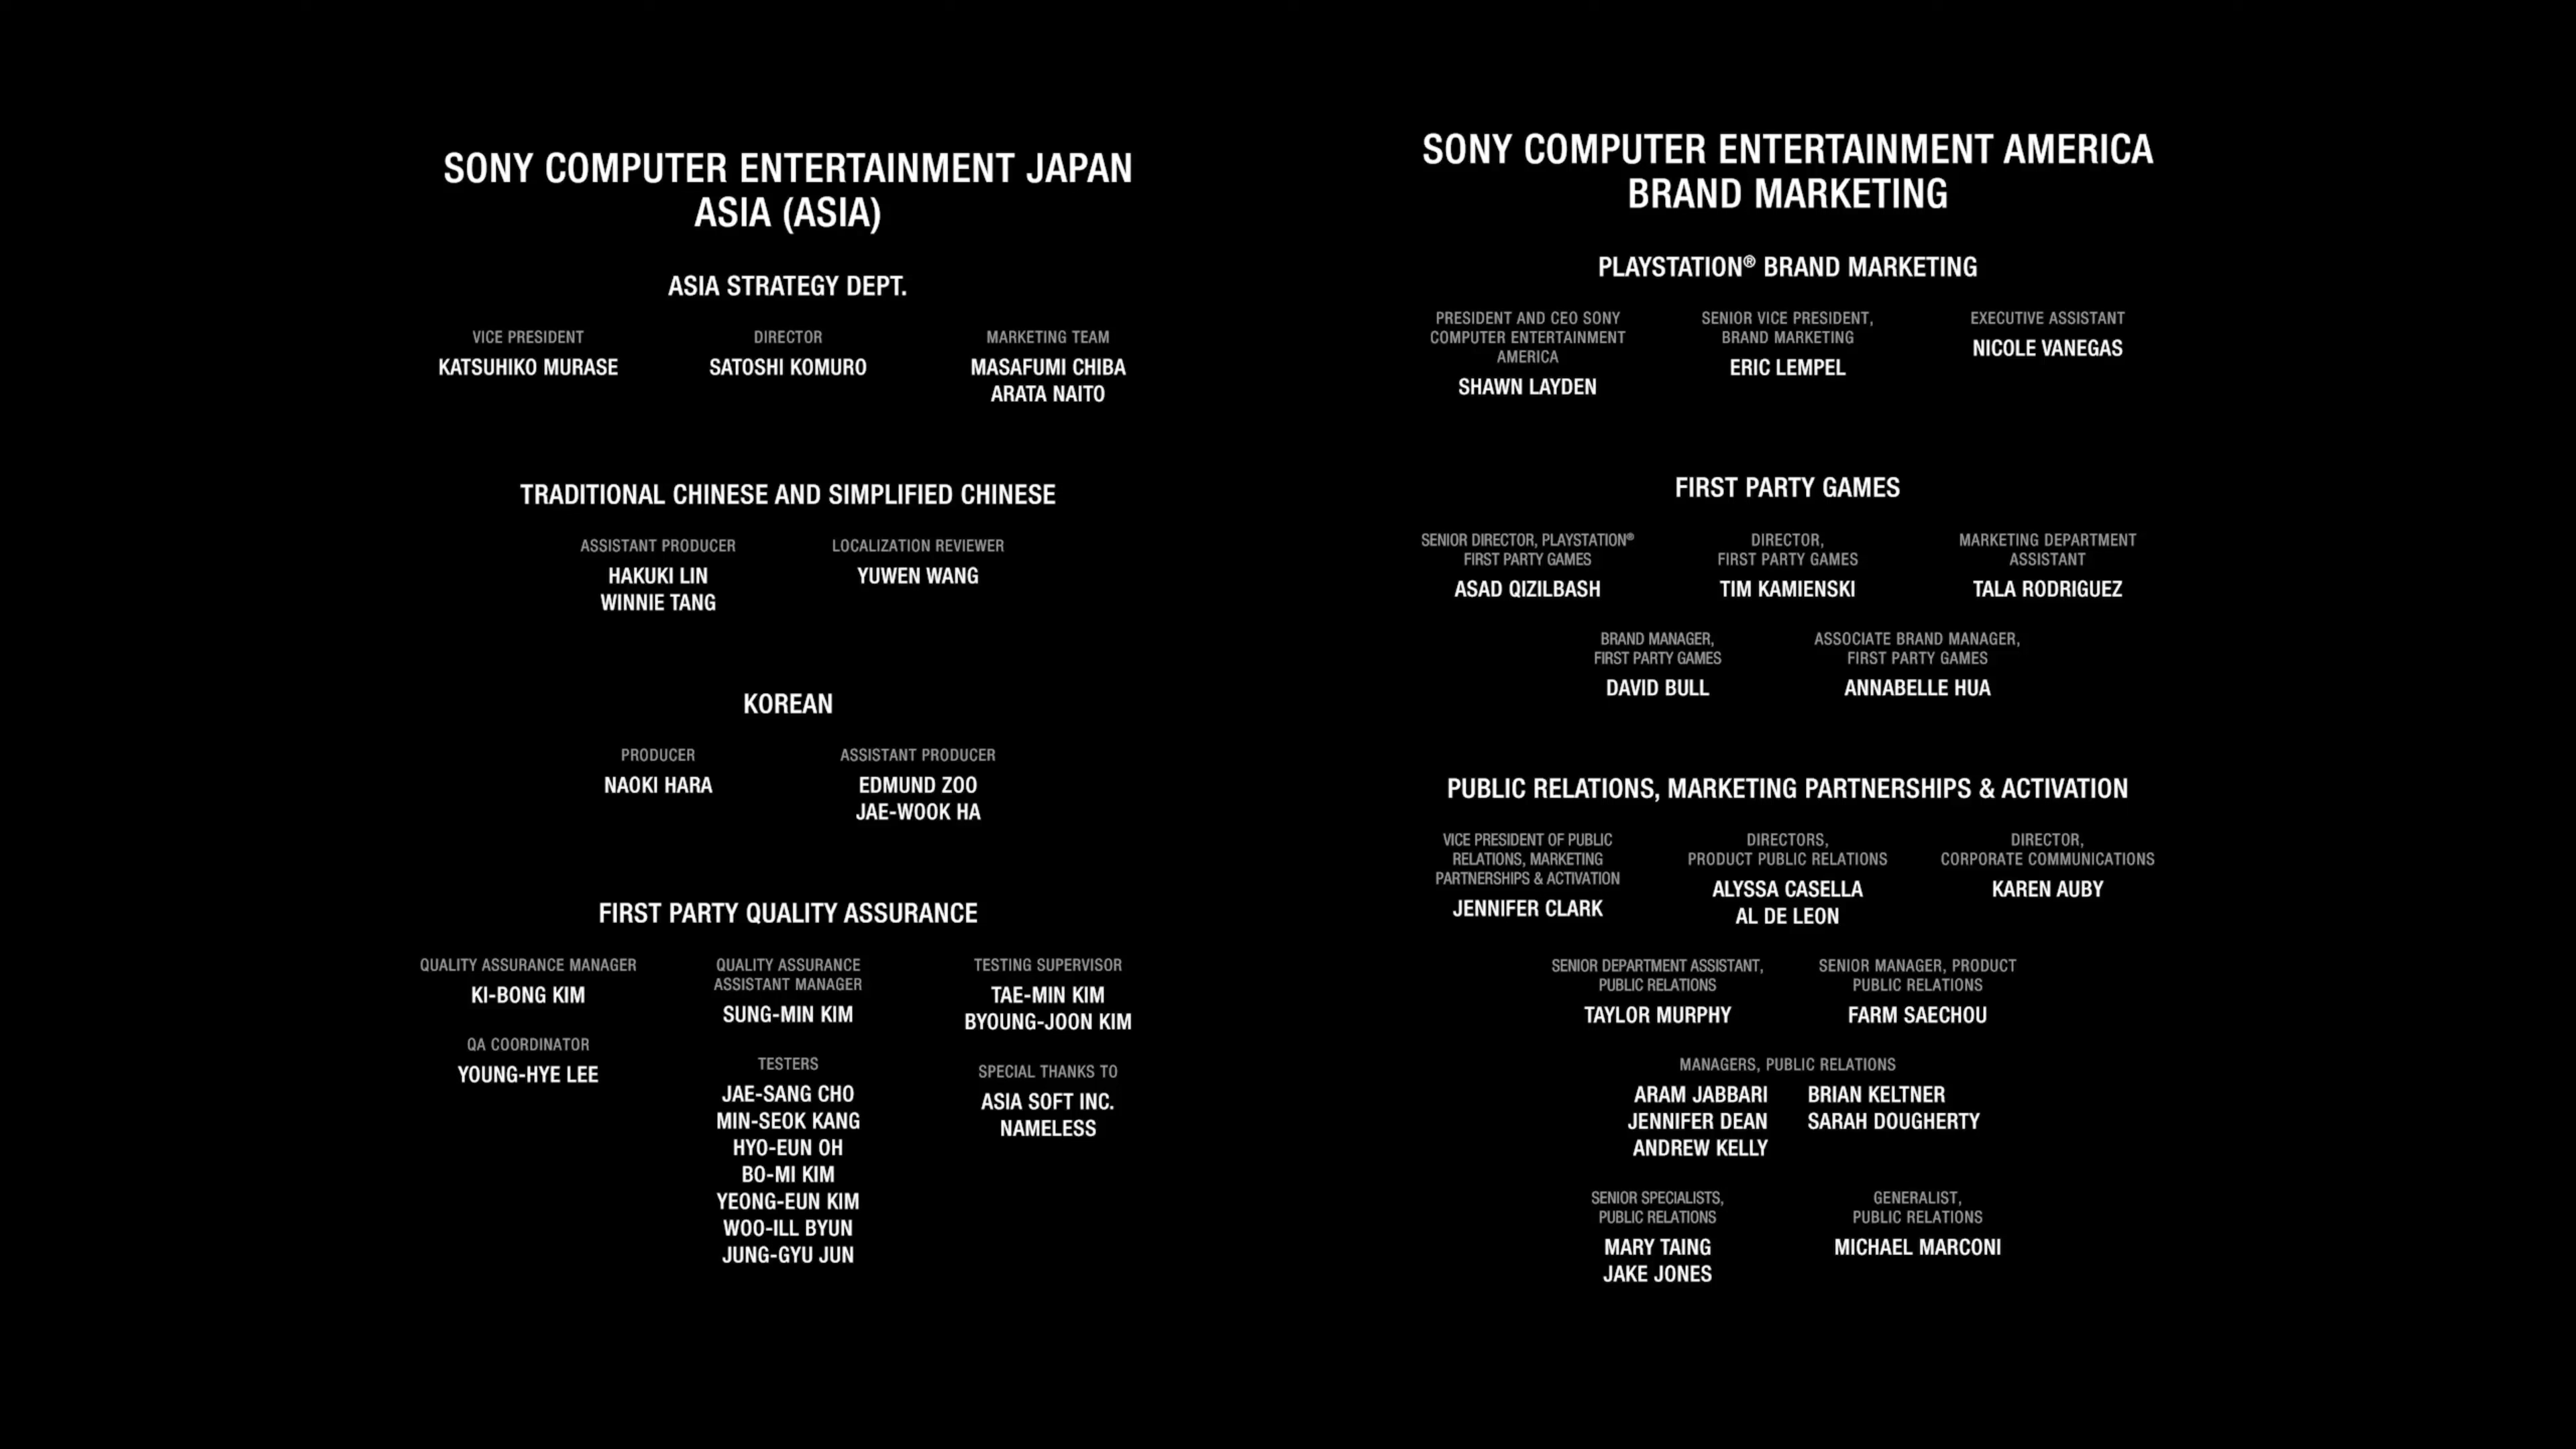 SONY COMPUTER ENTERTAINMENT JAPAN
ASIA (ASIA)
ASIA STRATEGY DEPT.
VICE PRESIDENT
KATSUHIKO MURASE
DIRECTOR
SATOSHI KOMURO
MARKETING TEAM
MASAFUMI CHIBA
ARATA NAITO
TRADITIONAL CHINESE AND SIMPLIFIED CHINESE
ASSISTANT PRODUCER
HAKUKI LIN
WINNIE TANG
LOCALIZATION REVIEWER
YUWEN WANG
KOREAN
PRODUCER
NAOKI HARA
ASSISTANT PRODUCER
EDMUND ZOO
JAE-WOOK HA
FIRST PARTY QUALITY ASSURANCE
QUALITY ASSURANCE MANAGER
KI-BONG KIM
QA COORDINATOR
YOUNG-HYE LEE
QUALITY ASSURANCE
ASSISTANT MANAGER
SUNG-MIN KIM
TESTERS
JAE-SANG CHO
MIN-SEOK KANG
HYO-EUN OH
BO-MI KIM
YEONG-EUN KIM
WOO-ILL BYUN
JUNG-GYU JUN
TESTING SUPERVISOR
TAE-MIN KIM
BYOUNG-JOON KIM
SPECIAL THANKS TO
ASIA SOFT INC.
NAMELESS
SONY COMPUTER ENTERTAINMENT AMERICA
BRAND MARKETING
PLAYSTATION® BRAND MARKETING
PRESIDENT AND CEO SONY
COMPUTER ENTERTAINMENT
AMERICA
SHAWN LAYDEN
SENIOR VICE PRESIDENT,
BRAND MARKETING
ERIC LEMPEL
EXECUTIVE ASSISTANT
NICOLE VANEGAS
FIRST PARTY GAMES
SENIOR DIRECTOR, PLAYSTATION®
FIRST PARTY GAMES
ASAD QIZILBASH
DIRECTOR,
FIRST PARTY GAMES
TIM KAMIENSKI
MARKETING DEPARTMENT
ASSISTANT
TALA RODRIGUEZ
BRAND MANAGER,
FIRST PARTY GAMES
DAVID BULL
ASSOCIATE BRAND MANAGER,
FIRST PARTY GAMES
ANNABELLE HUA
PUBLIC RELATIONS, MARKETING PARTNERSHIPS & ACTIVATION
VICE PRESIDENT OF PUBLIC
RELATIONS, MARKETING
PARTNERSHIPS & ACTIVATION
JENNIFER CLARK
DIRECTORS,
PRODUCT PUBLIC RELATIONS
ALYSSA CASELLA
AL DE LEON
DIRECTOR,
CORPORATE COMMUNICATIONS
KAREN AUBY
SENIOR DEPARTMENT ASSISTANT,
PUBLIC RELATIONS
TAYLOR MURPHY
SENIOR MANAGER, PRODUCT
PUBLIC RELATIONS
FARM SAECHOU
MANAGERS, PUBLIC RELATIONS
ARAM JABBARI
JENNIFER DEAN
ANDREW KELLY
BRIAN KELTNER
SARAH DOUGHERTY
SENIOR SPECIALISTS,
PUBLIC RELATIONS
MARY TAING
JAKE JONES
GENERALIST,
PUBLIC RELATIONS
MICHAEL MARCONI